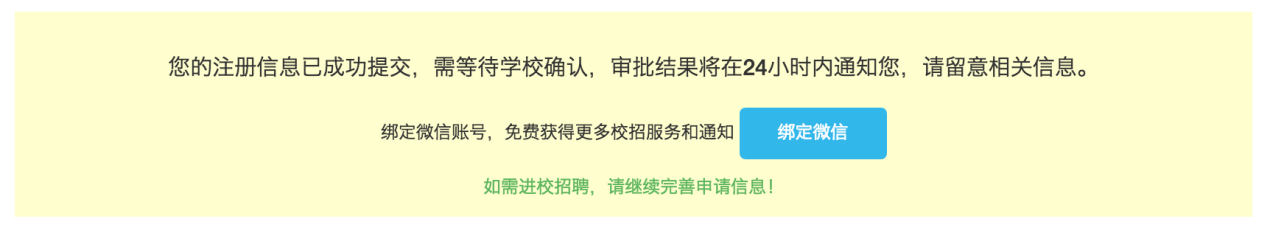 您的注册信息已成功提交，需等待学校确认，审批结果将在24小时内通知您，请留意相关信息。
绑定微信账号，免费获得更多校招服务和通知 绑定微信
如需进校招聘，请继续完善申请信息！